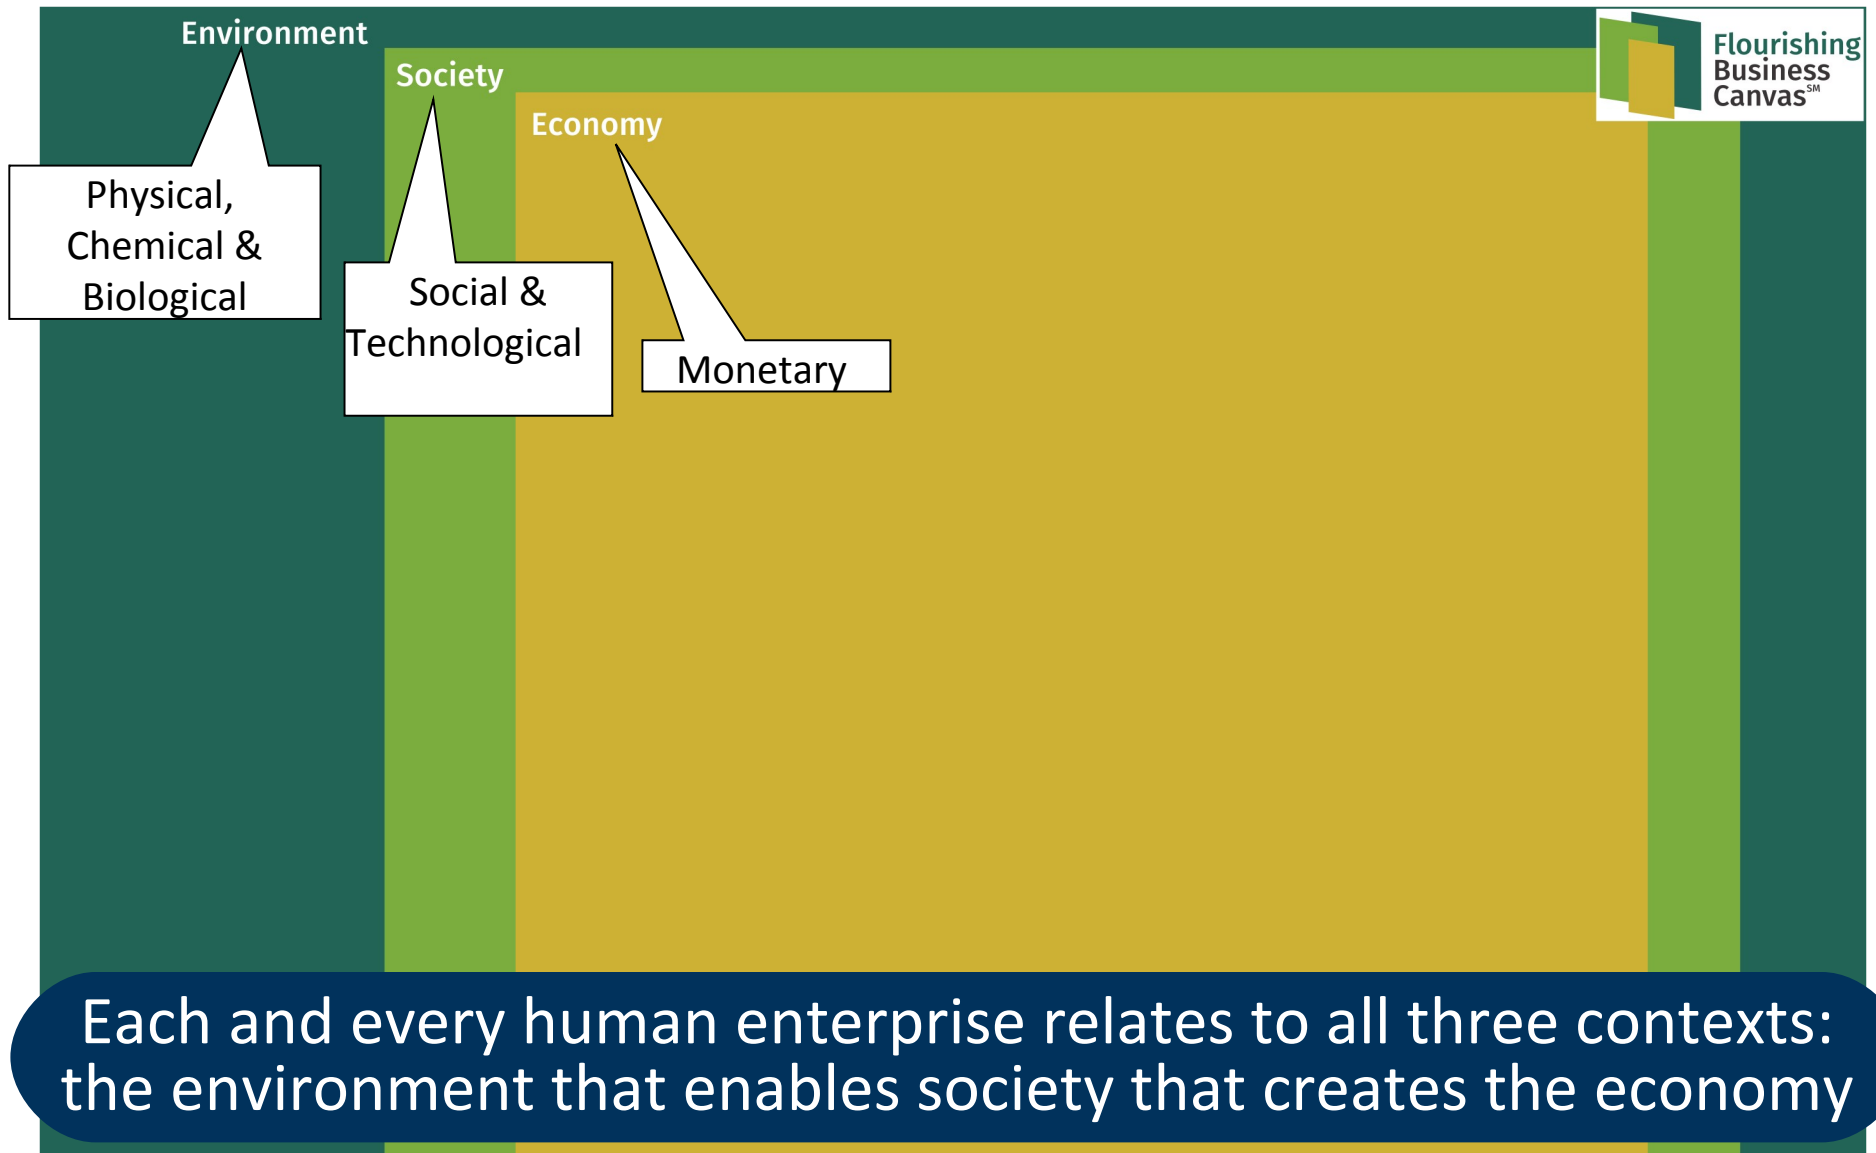 Environment
Society
Economy
Flourishing
Business
Canvas℠
Physical,
Chemical &
Biological
Social &
Technological
Monetary
Each and every human enterprise relates to all three contexts:
the environment that enables society that creates the economy